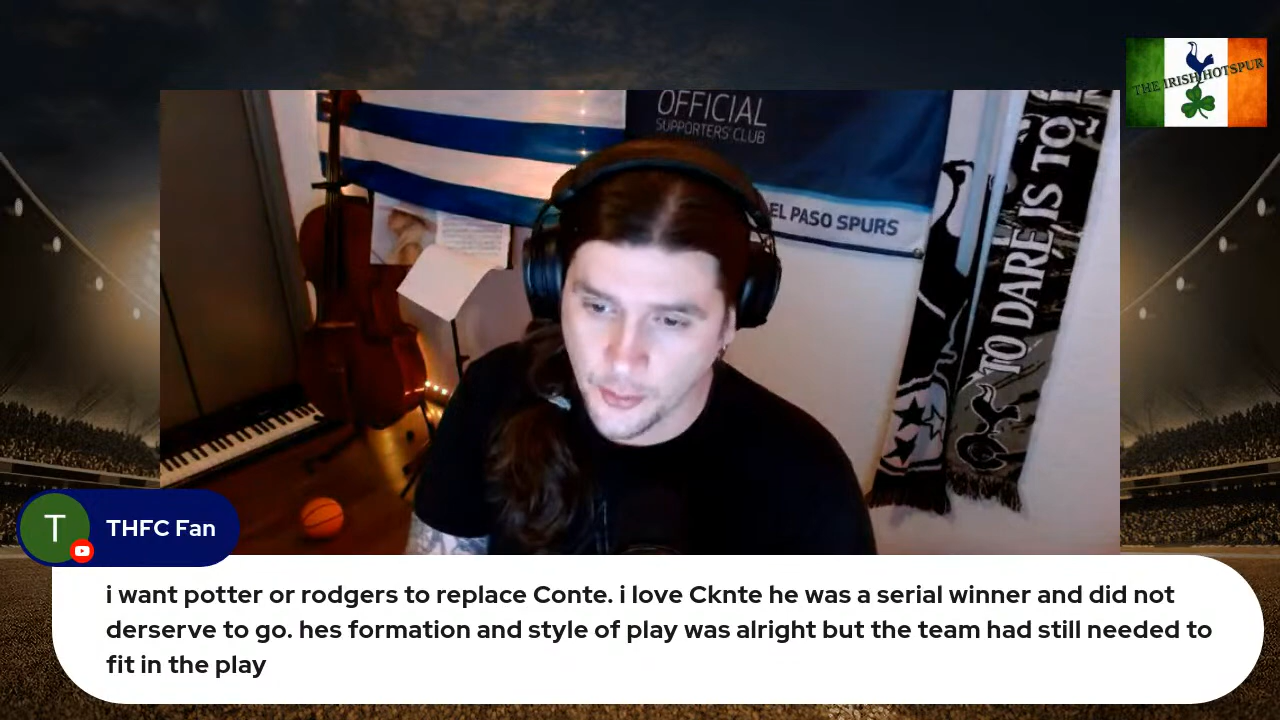 THE IRISH HOTSPUR
OFFICIAL
SUPPORTERS' CLUB
EL PASO SPURS
TO DARE IS TO
T
THFC Fan
i want potter or rodgers to replace Conte. i love Cknte he was a serial winner and did not
derserve to go. hes formation and style of play was alright but the team had still needed to
fit in the play